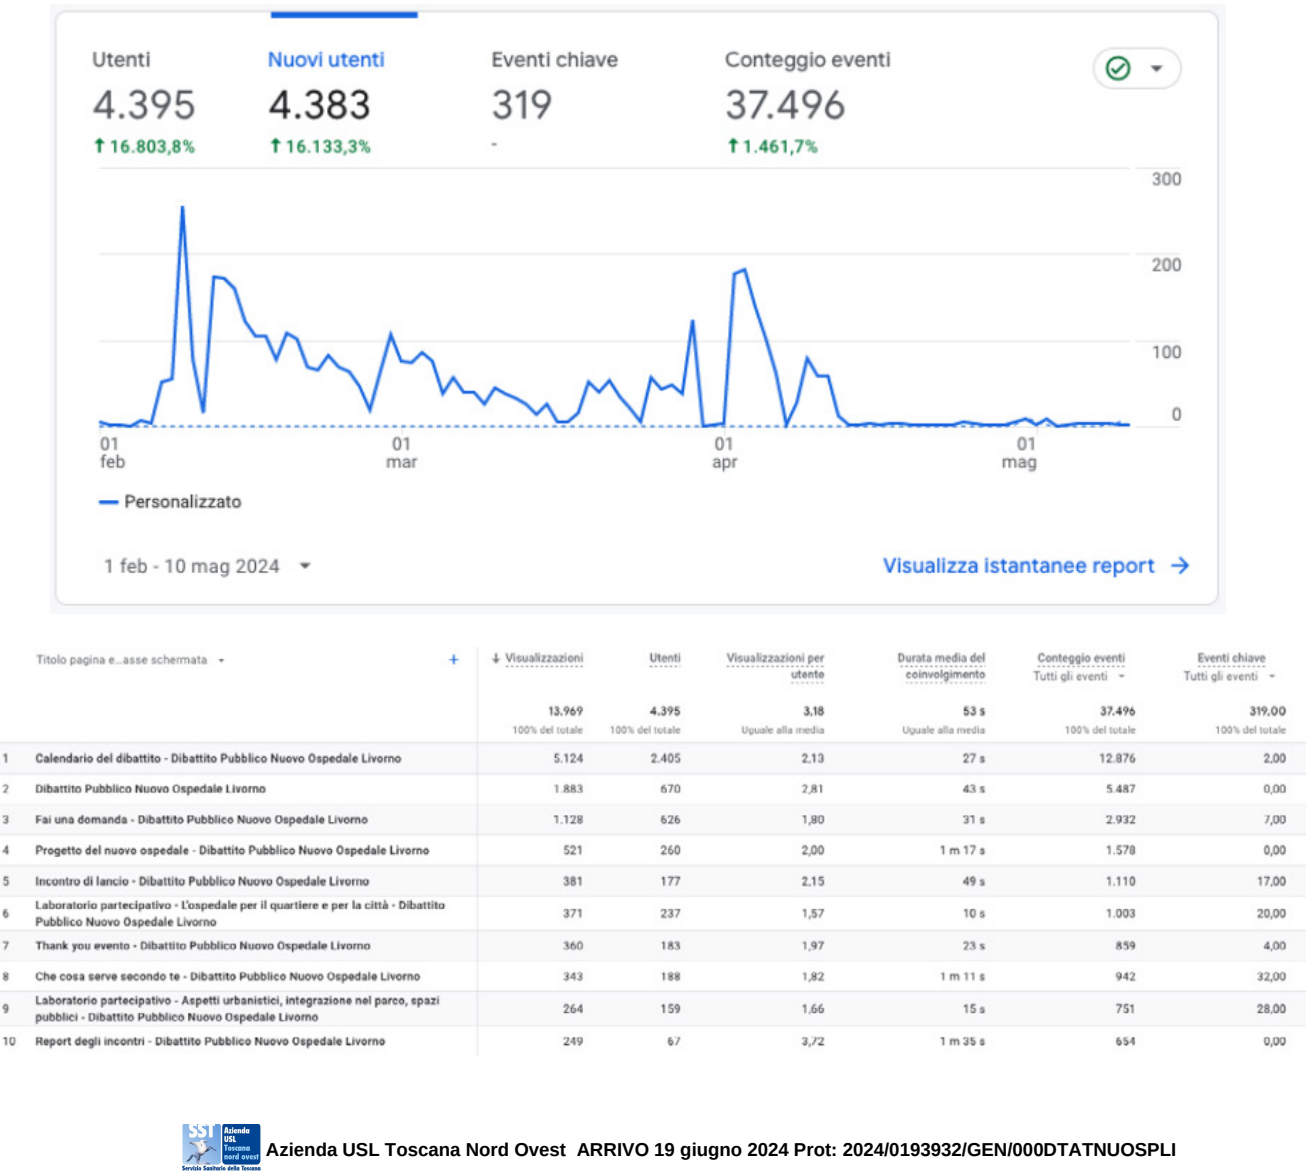 Utenti
Nuovi utenti
Eventi chiave
Conteggio eventi
4.395
4.383
319
37.496
16.803,8%
16.133,3%
-
1.461,7%
300
200
100
0
01
feb
01
mar
01
apr
01
mag
Personalizzato
1 feb - 10 mag 2024
Visualizza istantanee report →
Titolo pagina e...asse schermata
+
↓ Visualizzazioni
Utenti
Visualizzazioni per
utente
Durata media del
coinvolgimento
Conteggio eventi
Tutti gli eventi
Eventi chiave
Tutti gli eventi
13.969 4.395 3,18 53 s 37.496 319,00
100% del totale 100% del totale Uguale alla media Uguale alla media 100% del totale 100% del totale
1 Calendario del dibattito - Dibattito Pubblico Nuovo Ospedale Livorno 5.124 2.405 2,13 27 s 12.876 2,00
2 Dibattito Pubblico Nuovo Ospedale Livorno 1.883 670 2,81 43 s 5.487 0,00
3 Fai una domanda - Dibattito Pubblico Nuovo Ospedale Livorno 1.128 626 1,80 31 s 2.932 7,00
4 Progetto del nuovo ospedale - Dibattito Pubblico Nuovo Ospedale Livorno 521 260 2,00 1 m 17 s 1.578 0,00
5 Incontro di lancio - Dibattito Pubblico Nuovo Ospedale Livorno 381 177 2,15 49 s 1.110 17,00
6 Laboratorio partecipativo - L'ospedale per il quartiere e per la città - Dibattito
Pubblico Nuovo Ospedale Livorno 371 237 1,57 10 s 1.003 20,00
7 Thank you evento - Dibattito Pubblico Nuovo Ospedale Livorno 360 183 1,97 23 s 859 4,00
8 Che cosa serve secondo te - Dibattito Pubblico Nuovo Ospedale Livorno 343 188 1,82 1 m 11 s 942 32,00
9 Laboratorio partecipativo - Aspetti urbanistici, integrazione nel parco, spazi
pubblici - Dibattito Pubblico Nuovo Ospedale Livorno 264 159 1,66 15 s 751 28,00
10 Report degli incontri - Dibattito Pubblico Nuovo Ospedale Livorno 249 67 3,72 1 m 35 s 654 0,00
SST
Azienda
USL
Toscana
nord ovest
Servizio Sanitario della Toscana
Azienda USL Toscana Nord Ovest ARRIVO 19 giugno 2024 Prot: 2024/0193932/GEN/000DTATNUOSPLI